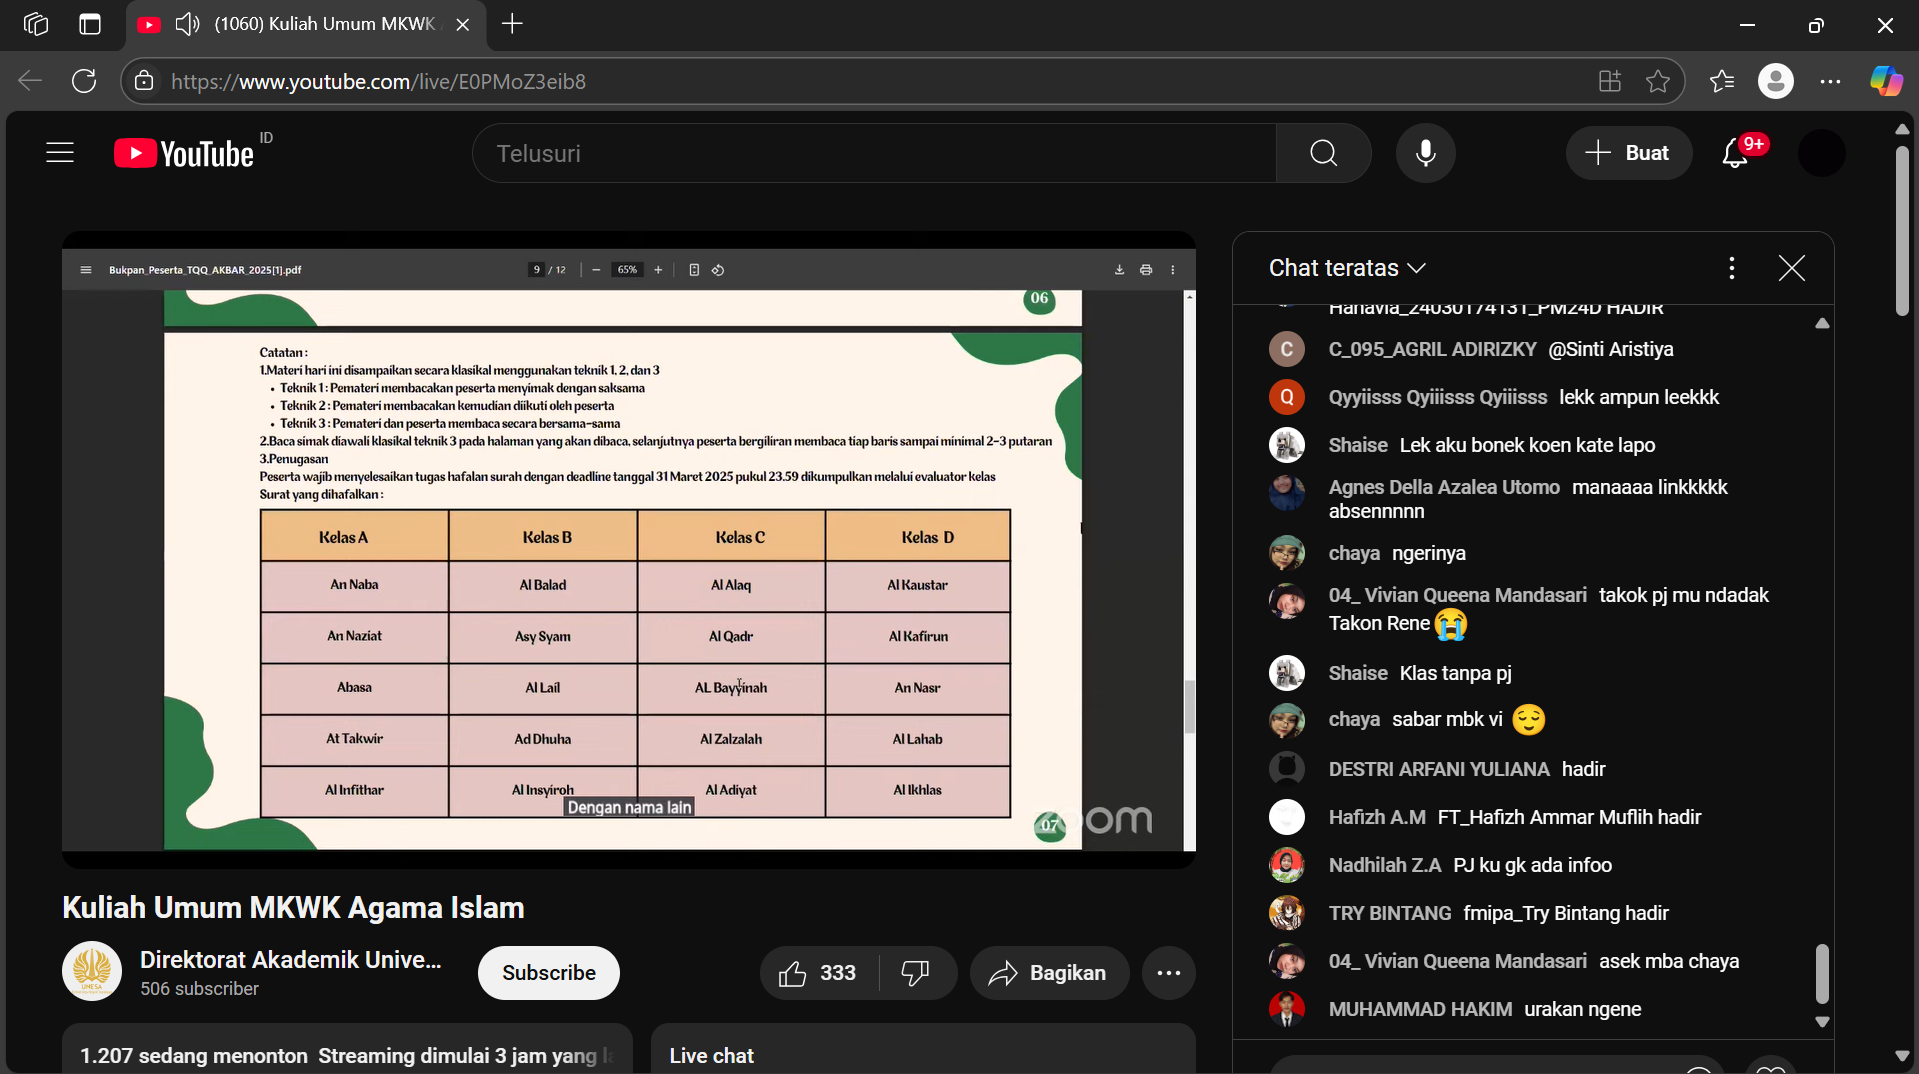 (1060) Kuliah Umum MKWK
https://www.youtube.com/live/E0PMoZ3eib8
YouTube ID
Telusuri
Buat
9+
Bukpan_Peserta_TQQ_AKBAR_2025[1].pdf
9 / 12
65%
06
Catatan :
1.Materi hari ini disampaikan secara klasikal menggunakan teknik 1, 2, dan 3
• Teknik 1 : Pemateri membacakan peserta menyimak dengan saksama
• Teknik 2 : Pemateri membacakan kemudian diikuti oleh peserta
• Teknik 3 : Pemateri dan peserta membaca secara bersama-sama
2.Baca simak diawali klasikal teknik 3 pada halaman yang akan dibaca, selanjutnya peserta bergiliran membaca tiap baris sampai minimal 2-3 putaran
3.Penugasan
Peserta wajib menyelesaikan tugas hafalan surah dengan deadline tanggal 31 Maret 2025 pukul 23.59 dikumpulkan melalui evaluator kelas
Surat yang dihafalkan :
Kelas A Kelas B Kelas C Kelas D
An Naba Al Balad Al Alaq Al Kaustar
An Naziat Asy Syam Al Qadr Al Kafirun
Abasa Al Lail AL Bayyinah An Nasr
At Takwir Ad Dhuha Al Zalzalah Al Lahab
Al Infithar Al Insyiroh Al Adiyat Al Ikhlas
Dengan nama lain
07
zoom
Kuliah Umum MKWK Agama Islam
UNESA
Direktorat Akademik Unive...
506 subscriber
Subscribe
333
Bagikan
1.207 sedang menonton Streaming dimulai 3 jam yang
Live chat
Chat teratas
Hanavia_24030174131_PM24D HADIR
C
C_095_AGRIL ADIRIZKY @Sinti Aristiya
Q
Qyyiisss Qyiiisss Qyiiisss lekk ampun leekkk
Shaise Lek aku bonek koen kate lapo
Agnes Della Azalea Utomo manaaaa linkkkkk
absennnnn
chaya ngerinya
04_ Vivian Queena Mandasari takok pj mu ndadak
Takon Rene😭
Shaise Klas tanpa pj
chaya sabar mbk vi 😌
DESTRI ARFANI YULIANA hadir
Hafizh A.M FT_Hafizh Ammar Muflih hadir
Nadhilah Z.A PJ ku gk ada infoo
TRY BINTANG fmipa_Try Bintang hadir
04_ Vivian Queena Mandasari asek mba chaya
MUHAMMAD HAKIM urakan ngene